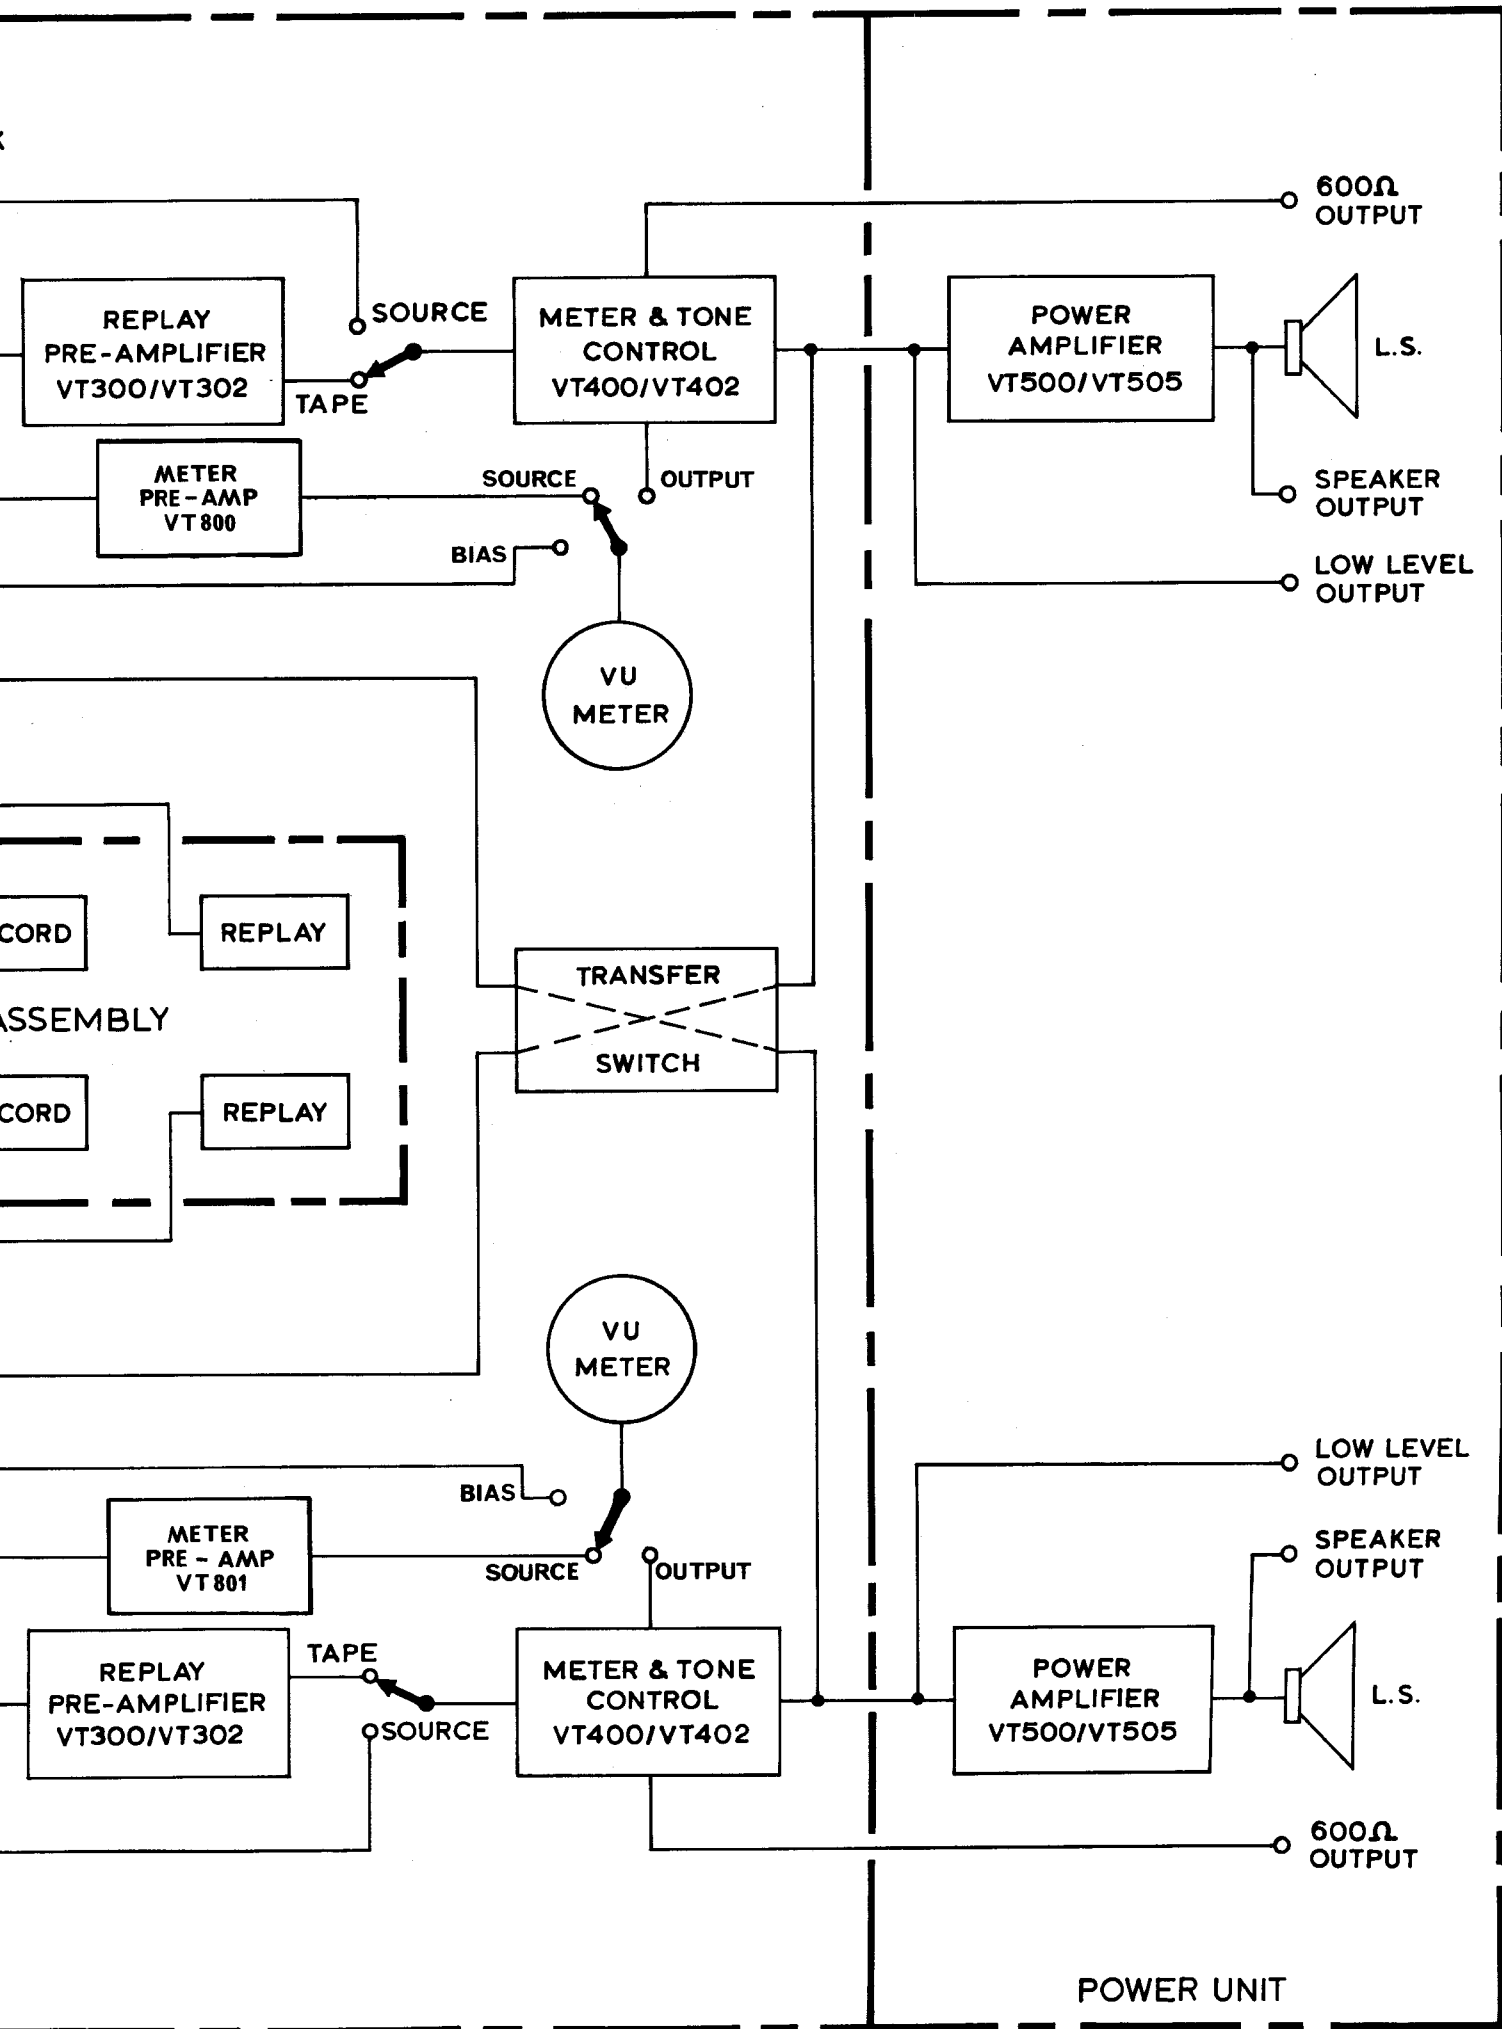 600Ω
OUTPUT
SOURCE
REPLAY
PRE-AMPLIFIER
VT300/VT302
TAPE
METER & TONE
CONTROL
VT400/VT402
POWER
AMPLIFIER
VT500/VT505
L.S.
METER
PRE-AMP
VT800
SOURCE
OUTPUT
BIAS
SPEAKER
OUTPUT
LOW LEVEL
OUTPUT
VU
METER
CORD
REPLAY
ASSEMBLY
CORD
REPLAY
TRANSFER
SWITCH
VU
METER
BIAS
METER
PRE - AMP
VT801
SOURCE
OUTPUT
LOW LEVEL
OUTPUT
SPEAKER
OUTPUT
TAPE
REPLAY
PRE-AMPLIFIER
VT300/VT302
SOURCE
METER & TONE
CONTROL
VT400/VT402
POWER
AMPLIFIER
VT500/VT505
L.S.
600Ω
OUTPUT
POWER UNIT